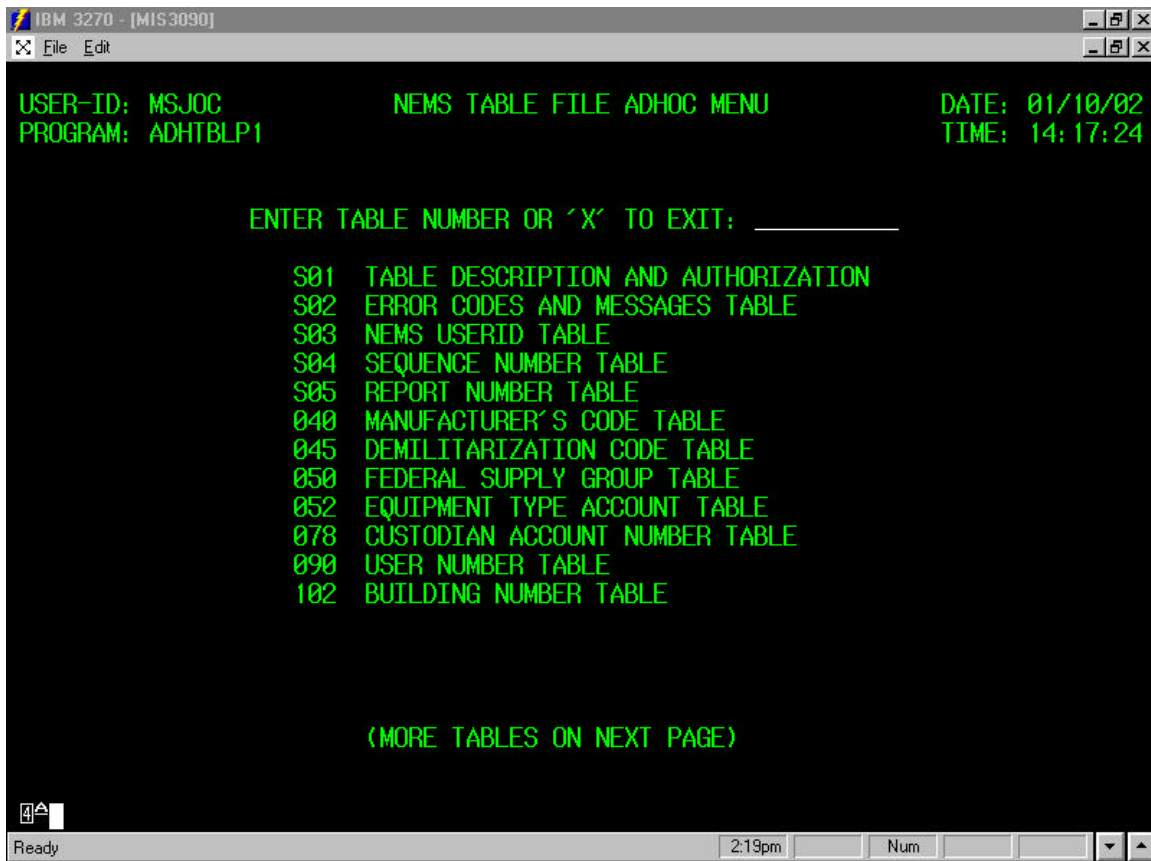 IBM 3270 - [MIS3090]
File Edit
USER-ID: MSJOC NEMS TABLE FILE ADHOC MENU DATE: 01/10/02
PROGRAM: ADHTBLP1 TIME: 14:17:24
ENTER TABLE NUMBER OR ´X´ TO EXIT: ___________
S01 TABLE DESCRIPTION AND AUTHORIZATION
S02 ERROR CODES AND MESSAGES TABLE
S03 NEMS USERID TABLE
S04 SEQUENCE NUMBER TABLE
S05 REPORT NUMBER TABLE
040 MANUFACTURER´S CODE TABLE
045 DEMILITARIZATION CODE TABLE
050 FEDERAL SUPPLY GROUP TABLE
052 EQUIPMENT TYPE ACCOUNT TABLE
078 CUSTODIAN ACCOUNT NUMBER TABLE
090 USER NUMBER TABLE
102 BUILDING NUMBER TABLE
(MORE TABLES ON NEXT PAGE)
4
Ready 2:19pm Num